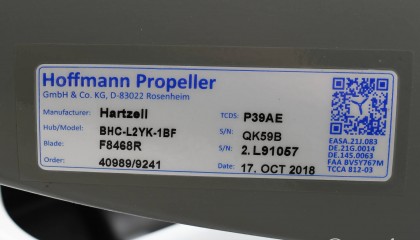 Hoffmann Propeller
GmbH & Co. KG, D-83022 Rosenheim
Manufacturer: Hartzell TCDS: P39AE
Hub/Model: BHC-L2YK-1BF S/N: QK59B
Blade: F8468R S/N: 2. L91057
Order: 40989/9241 Date: 17. OCT 2018
EASA.21J.083
DE.21G.0014
DE.145.0063
FAA BV5Y767M
TCCA 812-03